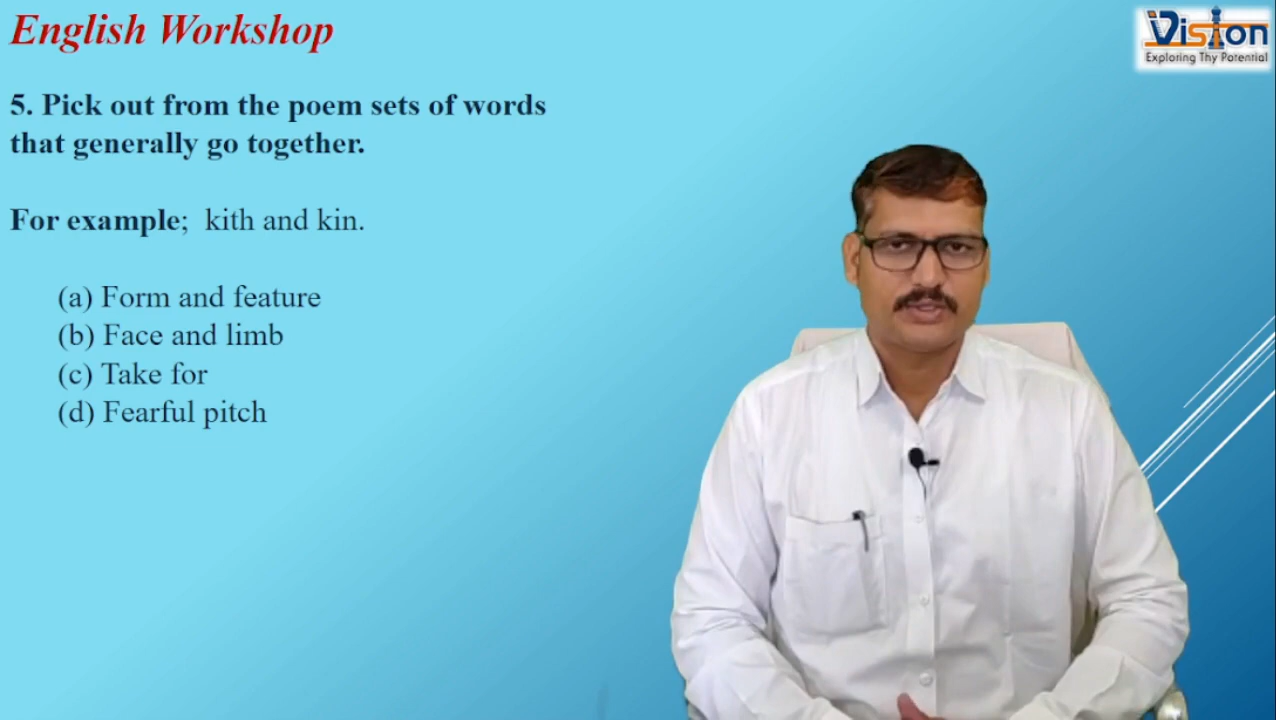 English Workshop
Vision
Exploring Thy Potential
5. Pick out from the poem sets of words
that generally go together.
For example; kith and kin.
(a) Form and feature
(b) Face and limb
(c) Take for
(d) Fearful pitch